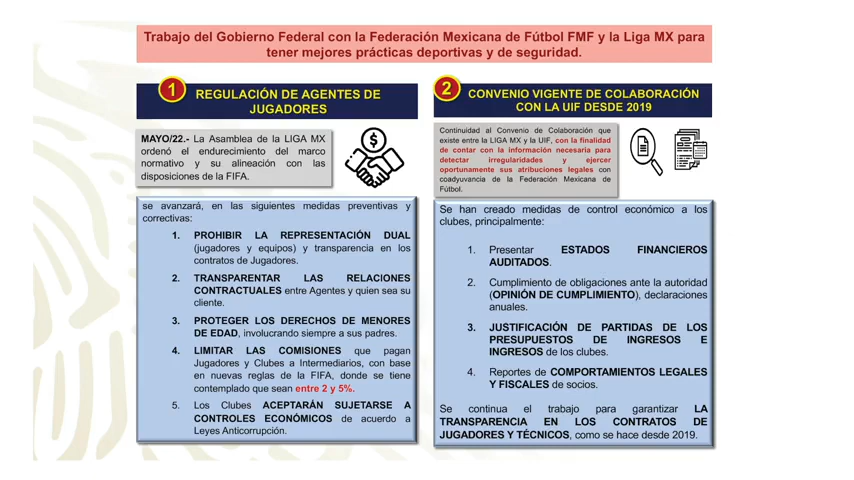 Trabajo del Gobierno Federal con la Federación Mexicana de Fútbol FMF y la Liga MX para
tener mejores prácticas deportivas y de seguridad.
1
REGULACIÓN DE AGENTES DE
JUGADORES
MAYO/22.- La Asamblea de la LIGA MX
ordenó el endurecimiento del marco
normativo y su alineación con las
disposiciones de la FIFA.
$
se avanzará, en las siguientes medidas preventivas y
correctivas:
1. PROHIBIR LA REPRESENTACIÓN DUAL
(jugadores y equipos) y transparencia en los
contratos de Jugadores.
2. TRANSPARENTAR LAS RELACIONES
CONTRACTUALES entre Agentes y quien sea su
cliente.
3. PROTEGER LOS DERECHOS DE MENORES
DE EDAD, involucrando siempre a sus padres.
4. LIMITAR LAS COMISIONES que pagan
Jugadores y Clubes a Intermediarios, con base
en nuevas reglas de la FIFA, donde se tiene
contemplado que sean entre 2 y 5%.
5. Los Clubes ACEPTARÁN SUJETARSE A
CONTROLES ECONÓMICOS de acuerdo a
Leyes Anticorrupción.
2
CONVENIO VIGENTE DE COLABORACIÓN
CON LA UIF DESDE 2019
Continuidad al Convenio de Colaboración que
existe entre la LIGA MX y la UIF, con la finalidad
de contar con la información necesaria para
detectar irregularidades y ejercer
oportunamente sus atribuciones legales con
coadyuvancia de la Federación Mexicana de
Fútbol.
Se han creado medidas de control económico a los
clubes, principalmente:
1. Presentar ESTADOS FINANCIEROS
AUDITADOS.
2. Cumplimiento de obligaciones ante la autoridad
(OPINIÓN DE CUMPLIMIENTO), declaraciones
anuales.
3. JUSTIFICACIÓN DE PARTIDAS DE LOS
PRESUPUESTOS DE INGRESOS E
INGRESOS de los clubes.
4. Reportes de COMPORTAMIENTOS LEGALES
Y FISCALES de socios.
Se continua el trabajo para garantizar LA
TRANSPARENCIA EN LOS CONTRATOS DE
JUGADORES Y TÉCNICOS, como se hace desde 2019.